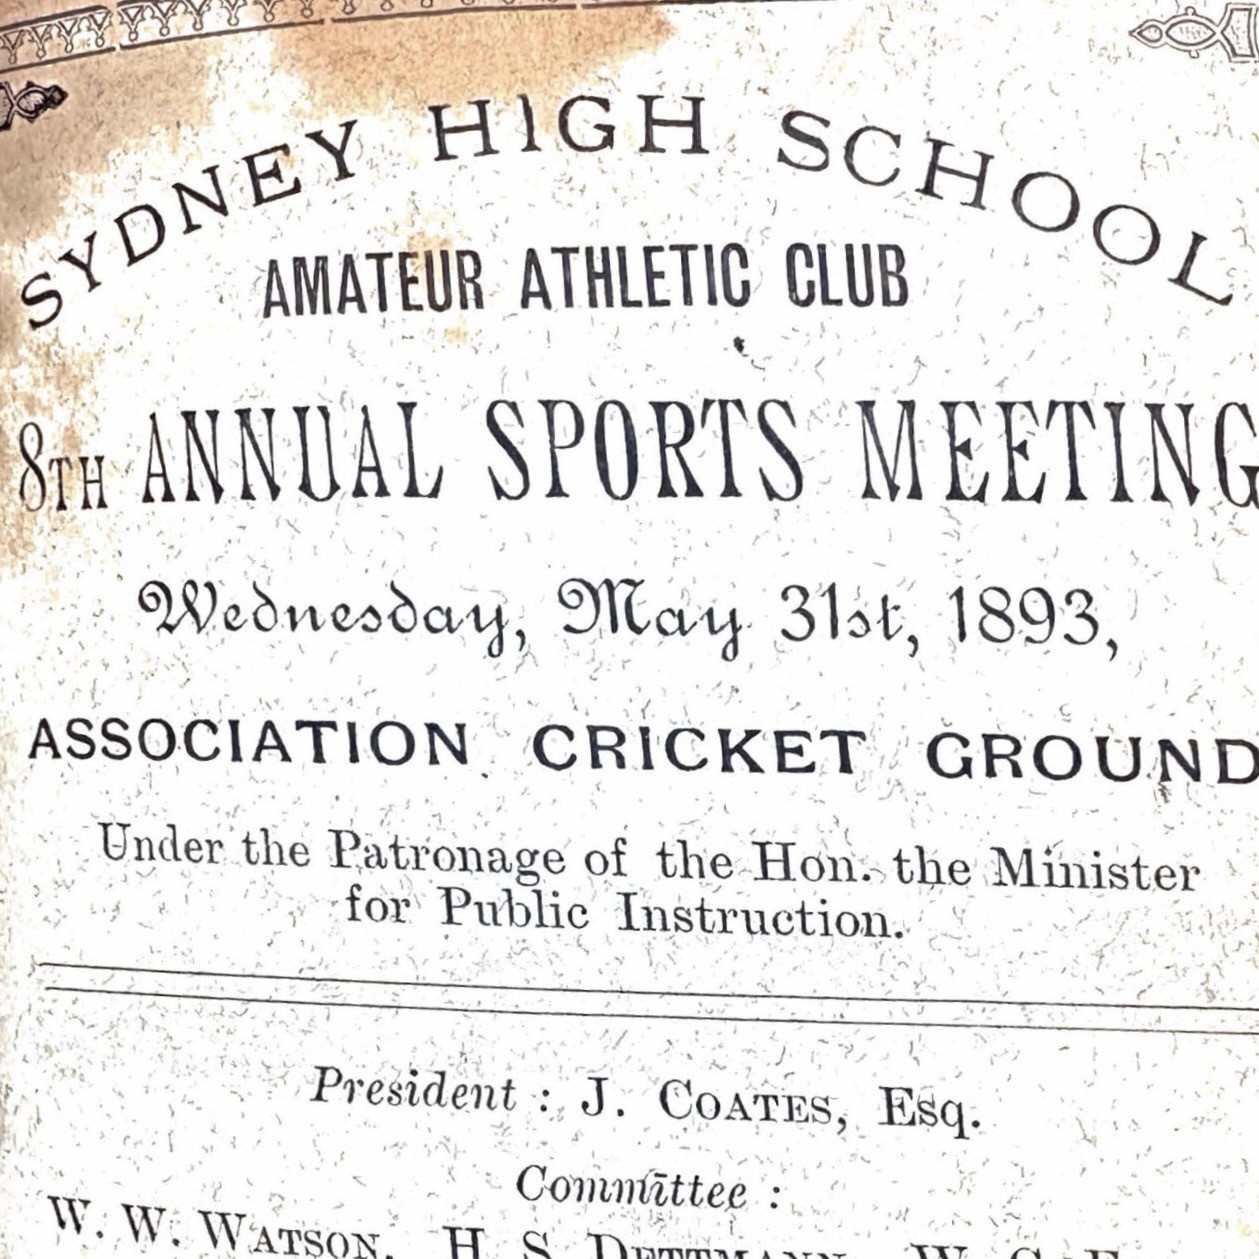 SYDNEY HIGH SCHOOL
AMATEUR ATHLETIC CLUB
8TH ANNUAL SPORTS MEETING
Wednesday, May 31st, 1893,
ASSOCIATION CRICKET GROUND
Under the Patronage of the Hon. the Minister
for Public Instruction.
President : J. COATES, Esq.
Committee :
W. W. WATSON, H. S. DETTMANN, W. G.